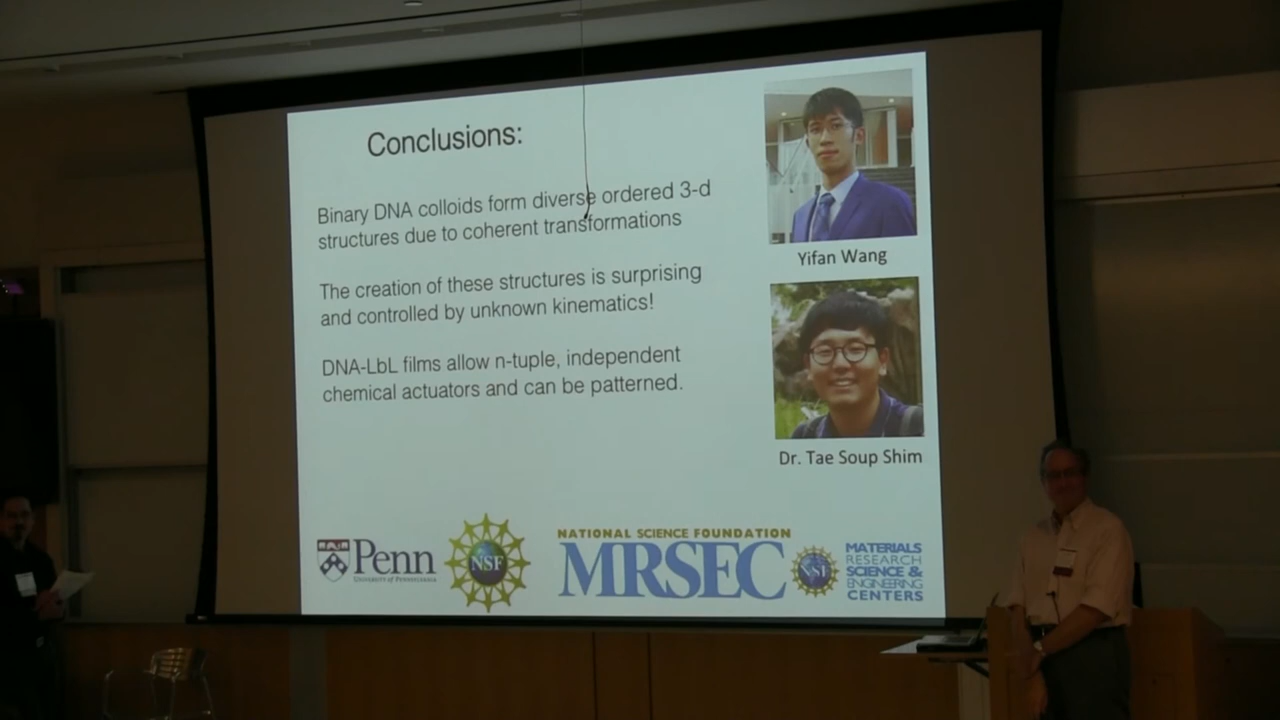 Conclusions:
Binary DNA colloids form diverse ordered 3-d
structures due to coherent transformations
The creation of these structures is surprising
and controlled by unknown kinematics!
DNA-LbL films allow n-tuple, independent
chemical actuators and can be patterned.
Yifan Wang
Dr. Tae Soup Shim
Penn
UNIVERSITY OF PENNSYLVANIA
NSF
NATIONAL SCIENCE FOUNDATION
MRSEC
NSF
MATERIALS
RESEARCH
SCIENCE &
ENGINEERING
CENTERS